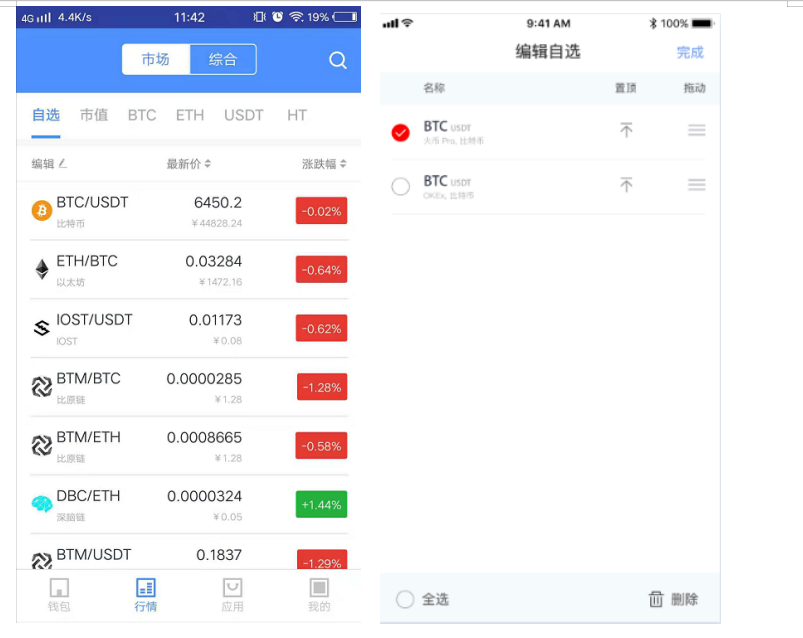 4G 4.4K/s 11:42 19%
市场 综合
自选 市值 BTC ETH USDT HT
编辑 最新价 涨跌幅
BTC/USDT 6450.2 -0.02%
比特币 ¥44828.24
ETH/BTC 0.03284 -0.64%
以太坊 ¥1472.16
IOST/USDT 0.01173 -0.62%
IOST ¥0.08
BTM/BTC 0.0000285 -1.28%
比原链 ¥1.28
BTM/ETH 0.0008665 -0.58%
比原链 ¥1.28
DBC/ETH 0.0000324 +1.44%
深脑链 ¥0.05
BTM/USDT 0.1837 -1.29%
钱包 行情 应用 我的
9:41 AM 100%
编辑自选 完成
名称 置顶 拖动
BTC USDT
火币 Pro, 比特币
BTC USDT
OKEx, 比特币
全选 删除